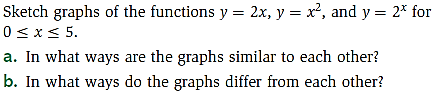 Sketch graphs of the functions y = 2x, y = x², and y = 2ˣ for
0 ≤ x ≤ 5.
a. In what ways are the graphs similar to each other?
b. In what ways do the graphs differ from each other?